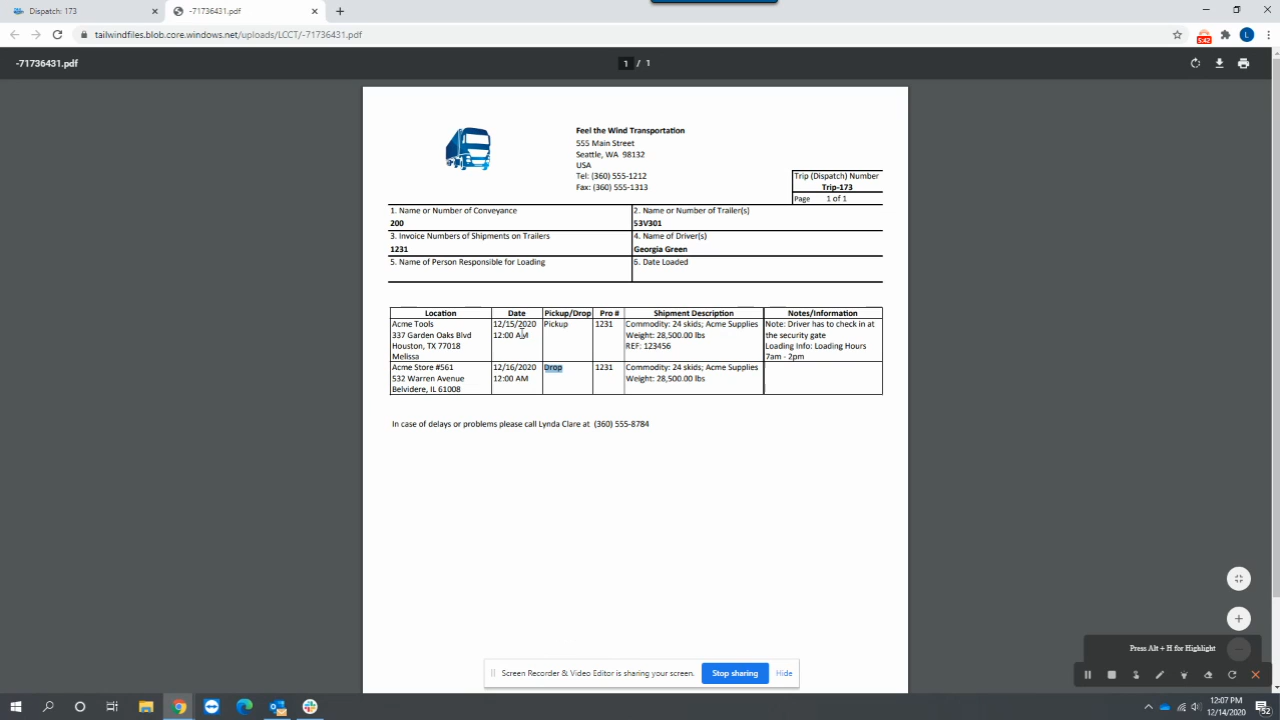 Dispatch: 173
-71736431.pdf
tailwindfiles.blob.core.windows.net/uploads/LCCT/-71736431.pdf
5:42
L
-71736431.pdf
1 / 1
Feel the Wind Transportation
555 Main Street
Seattle, WA 98132
USA
Tel: (360) 555-1212
Fax: (360) 555-1313
Trip (Dispatch) Number
Trip-173
Page 1 of 1
1. Name or Number of Conveyance
200
2. Name or Number of Trailer(s)
53V301
3. Invoice Numbers of Shipments on Trailers
1231
4. Name of Driver(s)
Georgia Green
5. Name of Person Responsible for Loading
6. Date Loaded
Location Date Pickup/Drop Pro # Shipment Description Notes/Information
Acme Tools 12/15/2020 Pickup 1231 Commodity: 24 skids; Acme Supplies Note: Driver has to check in at
337 Garden Oaks Blvd 12:00 AM Weight: 28,500.00 lbs the security gate
Houston, TX 77018 REF: 123456 Loading Info: Loading Hours
Melissa 7am - 2pm
Acme Store #561 12/16/2020 Drop 1231 Commodity: 24 skids; Acme Supplies
532 Warren Avenue 12:00 AM Weight: 28,500.00 lbs
Belvidere, IL 61008
In case of delays or problems please call Lynda Clare at (360) 555-8784
Press Alt + H for Highlight
Screen Recorder & Video Editor is sharing your screen. Stop sharing Hide
12:07 PM
12/14/2020
52